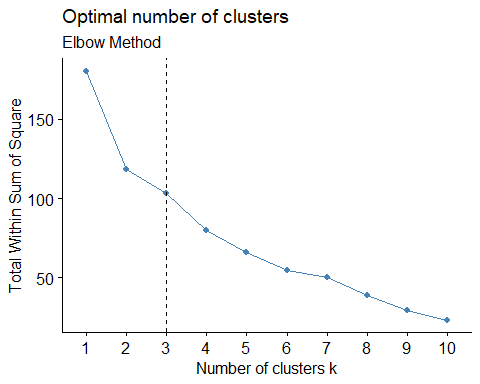 Optimal number of clusters
Elbow Method
Total Within Sum of Square
150
100
50
1 2 3 4 5 6 7 8 9 10
Number of clusters k